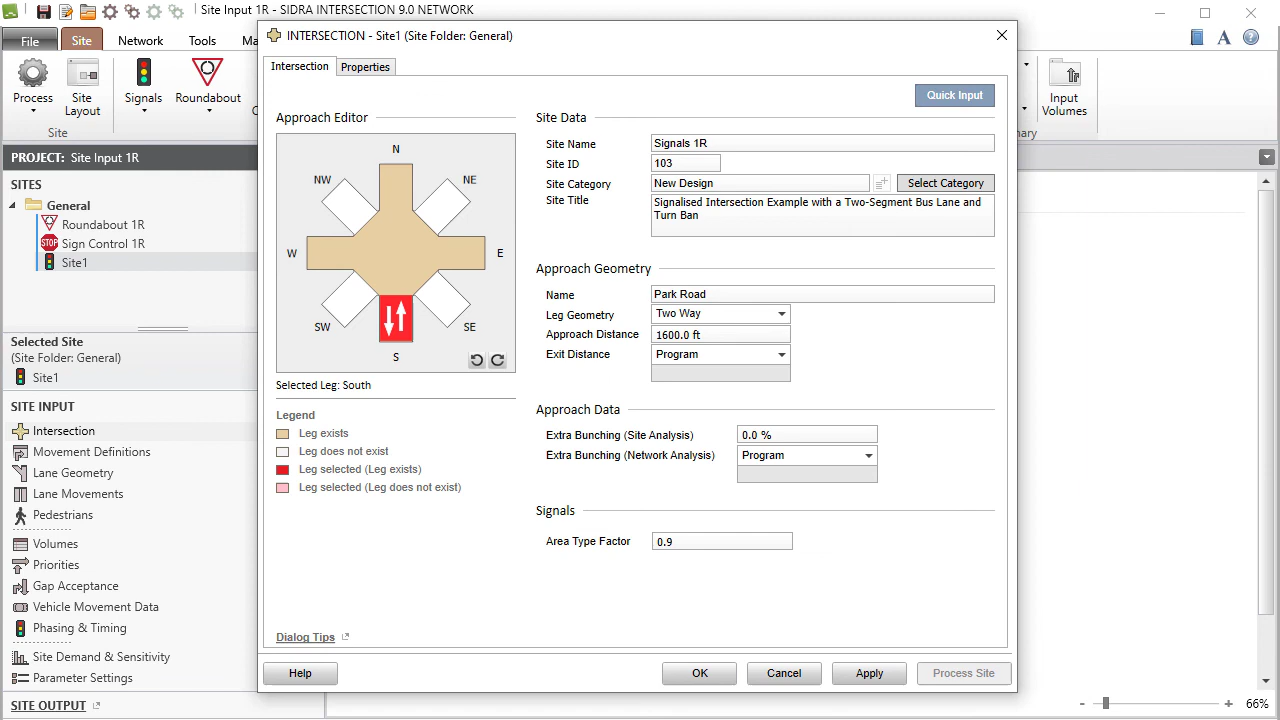 Site Input 1R - SIDRA INTERSECTION 9.0 NETWORK
File
Site
Network
Tools
Ma
Process
Site Layout
Signals
Roundabout
C
Input Volumes
Site
mary
PROJECT: Site Input 1R
SITES
General
Roundabout 1R
STOP Sign Control 1R
Site1
Selected Site
(Site Folder: General)
Site1
SITE INPUT
Intersection
Movement Definitions
Lane Geometry
Lane Movements
Pedestrians
Volumes
Priorities
Gap Acceptance
Vehicle Movement Data
Phasing & Timing
Site Demand & Sensitivity
Parameter Settings
SITE OUTPUT
INTERSECTION - Site1 (Site Folder: General)
Intersection
Properties
Quick Input
Approach Editor
N
NW
NE
W
E
SW
SE
S
Selected Leg: South
Legend
Leg exists
Leg does not exist
Leg selected (Leg exists)
Leg selected (Leg does not exist)
Site Data
Site Name Signals 1R
Site ID 103
Site Category New Design Select Category
Site Title Signalised Intersection Example with a Two-Segment Bus Lane and
Turn Ban
Approach Geometry
Name Park Road
Leg Geometry Two Way
Approach Distance 1600.0 ft
Exit Distance Program
Approach Data
Extra Bunching (Site Analysis) 0.0 %
Extra Bunching (Network Analysis) Program
Signals
Area Type Factor 0.9
Dialog Tips
Help
OK
Cancel
Apply
Process Site
- + 66%